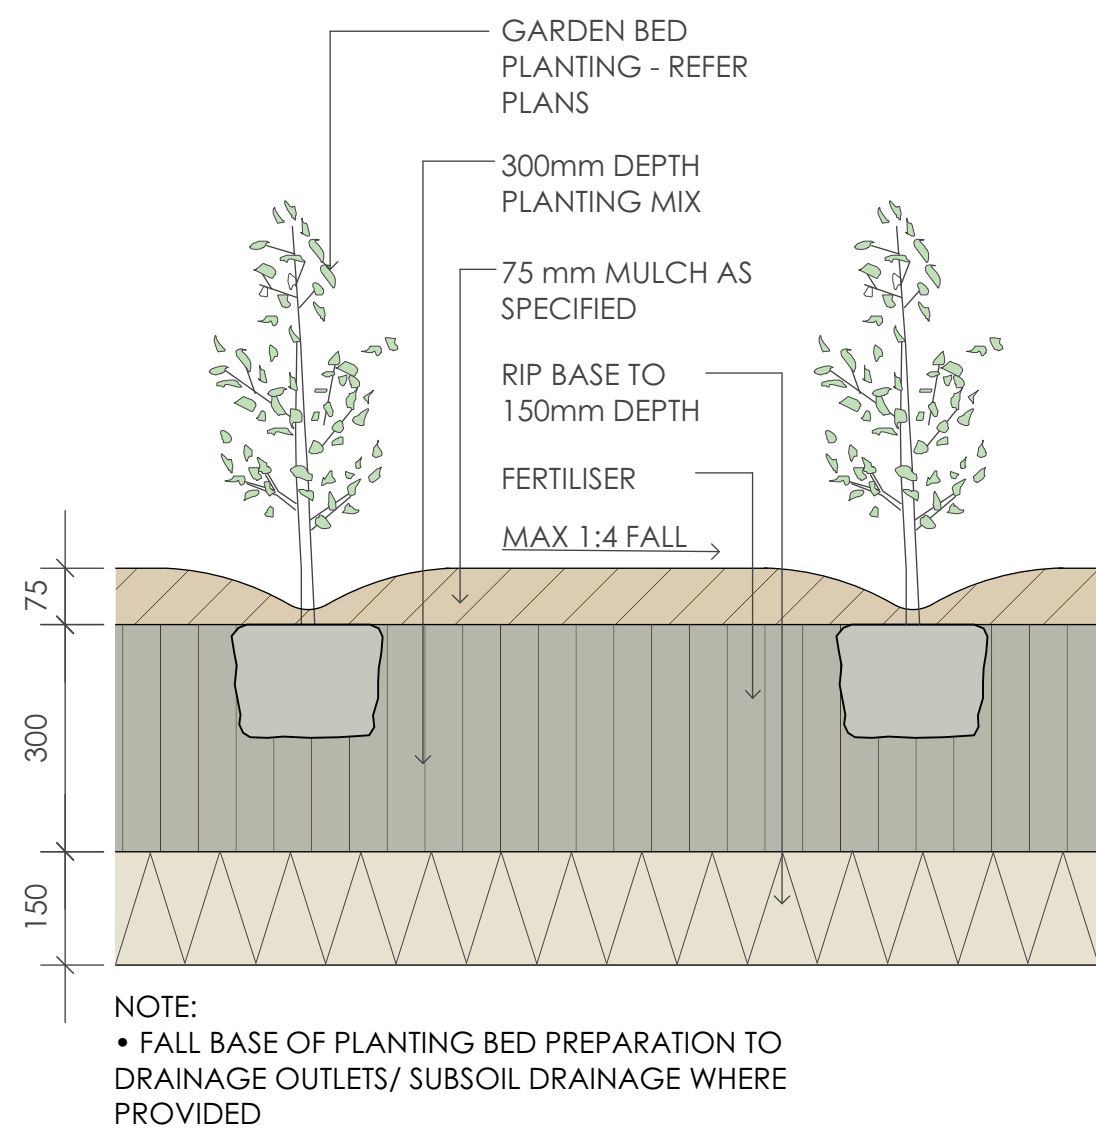 GARDEN BED
PLANTING - REFER
PLANS
300mm DEPTH
PLANTING MIX
75 mm MULCH AS
SPECIFIED
RIP BASE TO
150mm DEPTH
FERTILISER
MAX 1:4 FALL
75
300
150
NOTE:
• FALL BASE OF PLANTING BED PREPARATION TO
DRAINAGE OUTLETS/ SUBSOIL DRAINAGE WHERE
PROVIDED